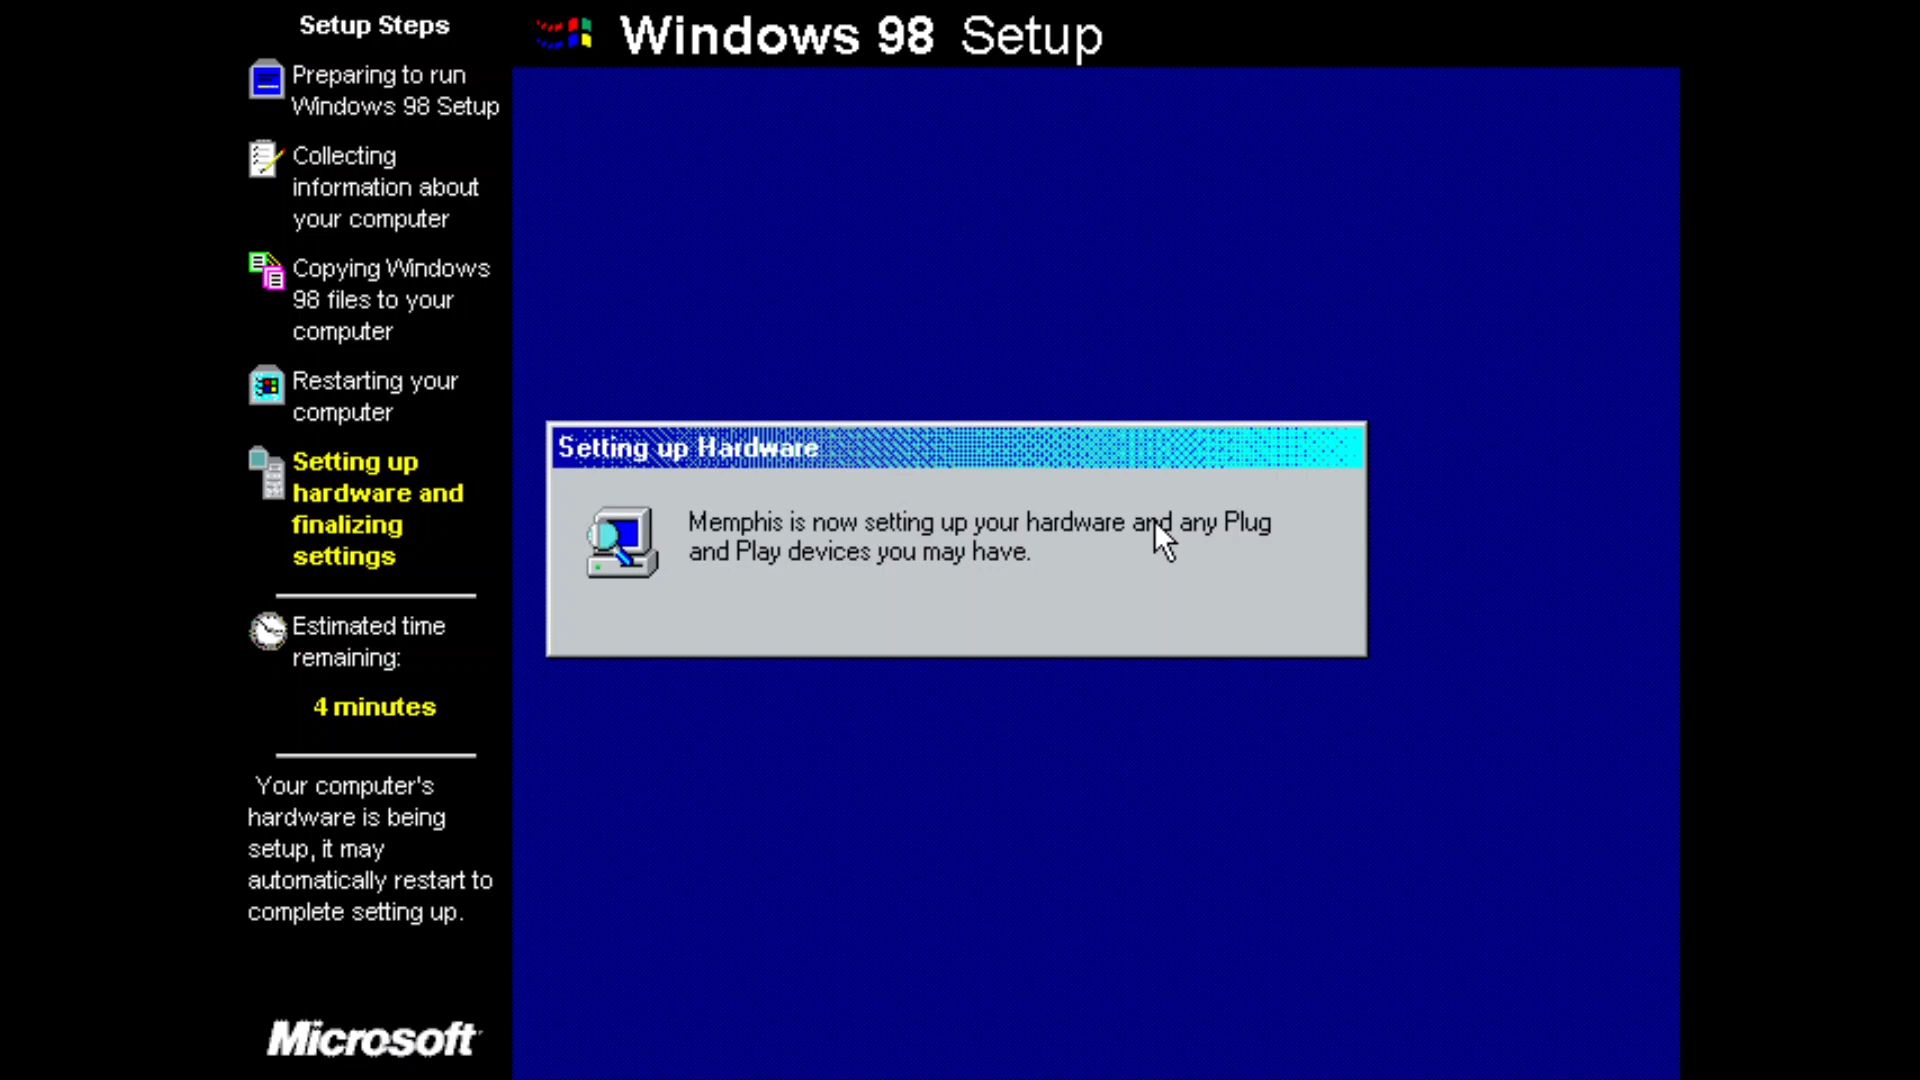 Setup Steps
Preparing to run
Windows 98 Setup
Collecting
information about
your computer
Copying Windows
98 files to your
computer
Restarting your
computer
Setting up
hardware and
finalizing
settings
Estimated time
remaining:
4 minutes
Your computer's
hardware is being
setup, it may
automatically restart to
complete setting up.
Microsoft
Windows 98 Setup
Setting up Hardware
Memphis is now setting up your hardware and any Plug
and Play devices you may have.